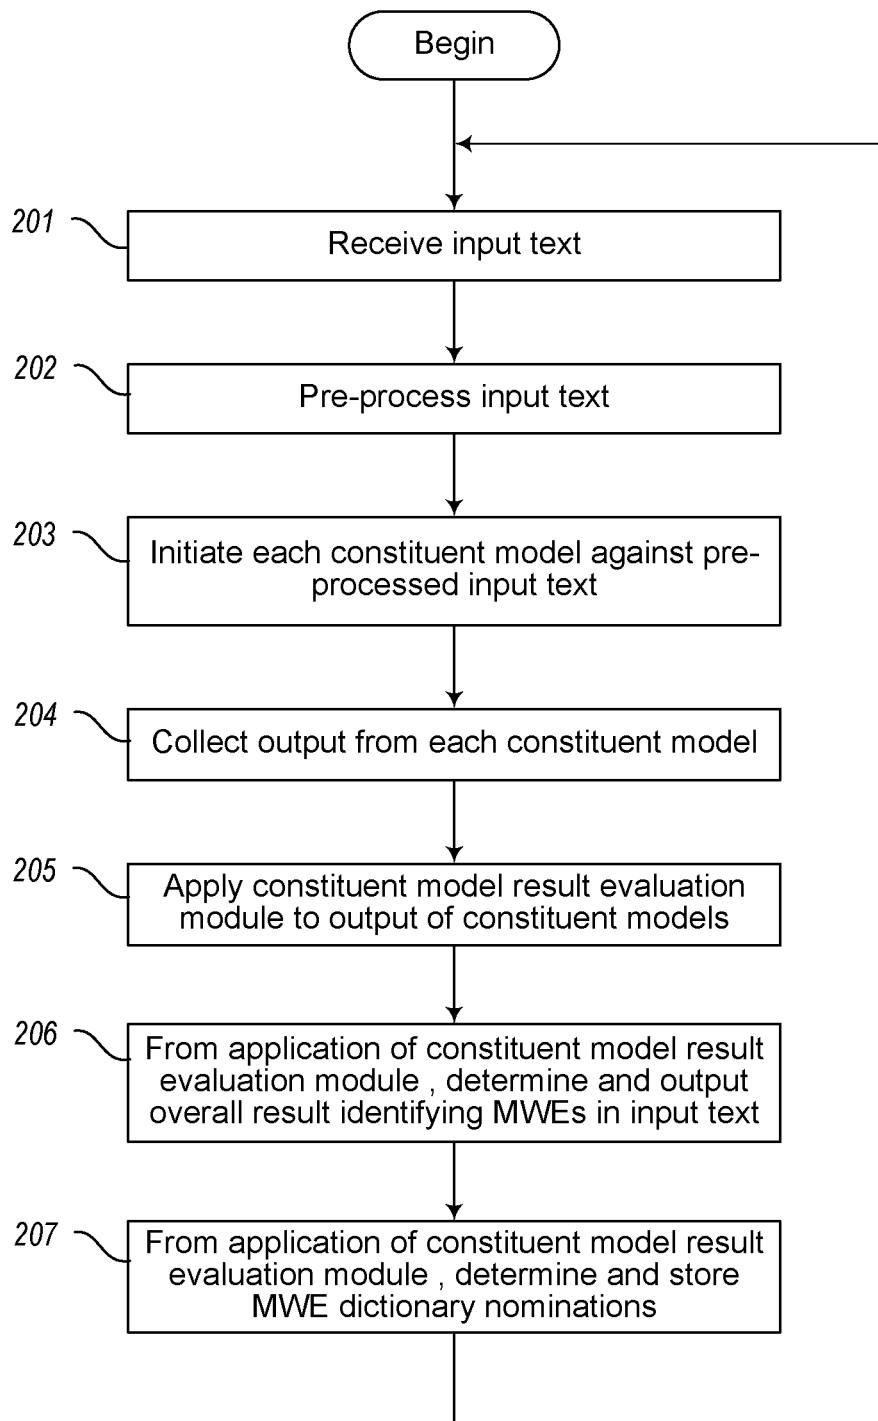 Begin
201
Receive input text
202
Pre-process input text
203
Initiate each constituent model against pre-
processed input text
204
Collect output from each constituent model
205
Apply constituent model result evaluation
module to output of constituent models
206
From application of constituent model result
evaluation module , determine and output
overall result identifying MWEs in input text
207
From application of constituent model result
evaluation module , determine and store
MWE dictionary nominations